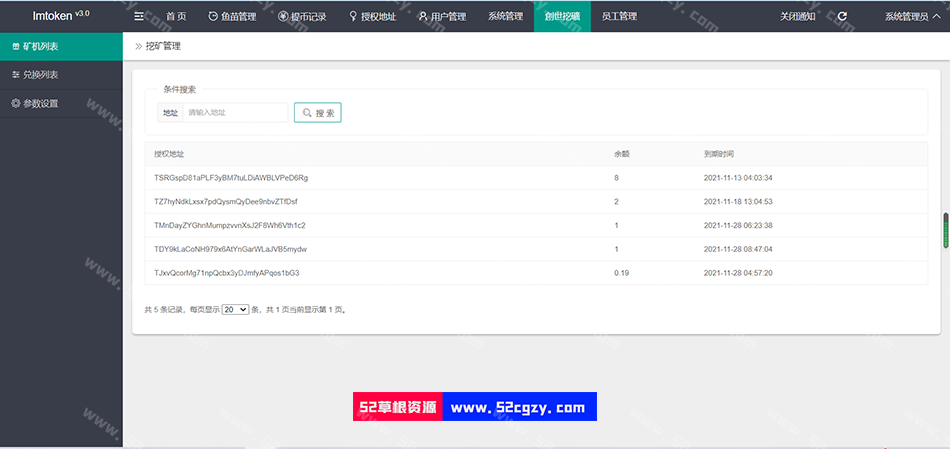 Imtoken v3.0
首 页 鱼苗管理 提币记录 授权地址 用户管理 系统管理 创世挖矿 员工管理 关闭通知 系统管理员
矿机列表
兑换列表
参数设置
挖矿管理
条件搜索
地址 请输入地址 搜 索
授权地址 余额 到期时间
TSRGspD81aPLF3yBM7tuLDiAWBLVPeD6Rg 8 2021-11-13 04:03:34
TZ7hyNdkLxsx7pdQysmQyDee9nbvZTfDsf 2 2021-11-18 13:04:53
TMnDayZYGhnMumpzvvnXsJ2F8Wh6Vth1c2 1 2021-11-28 06:23:38
TDY9kLaCoNH979x6AtYnGarWLaJVB5mydw 1 2021-11-28 08:47:04
TJxvQcorMg71npQcbx3yDJmfyAPqos1bG3 0.19 2021-11-28 04:57:20
共 5 条记录，每页显示 20 条，共 1 页当前显示第 1 页。
52草根资源 www.52cgzy.com